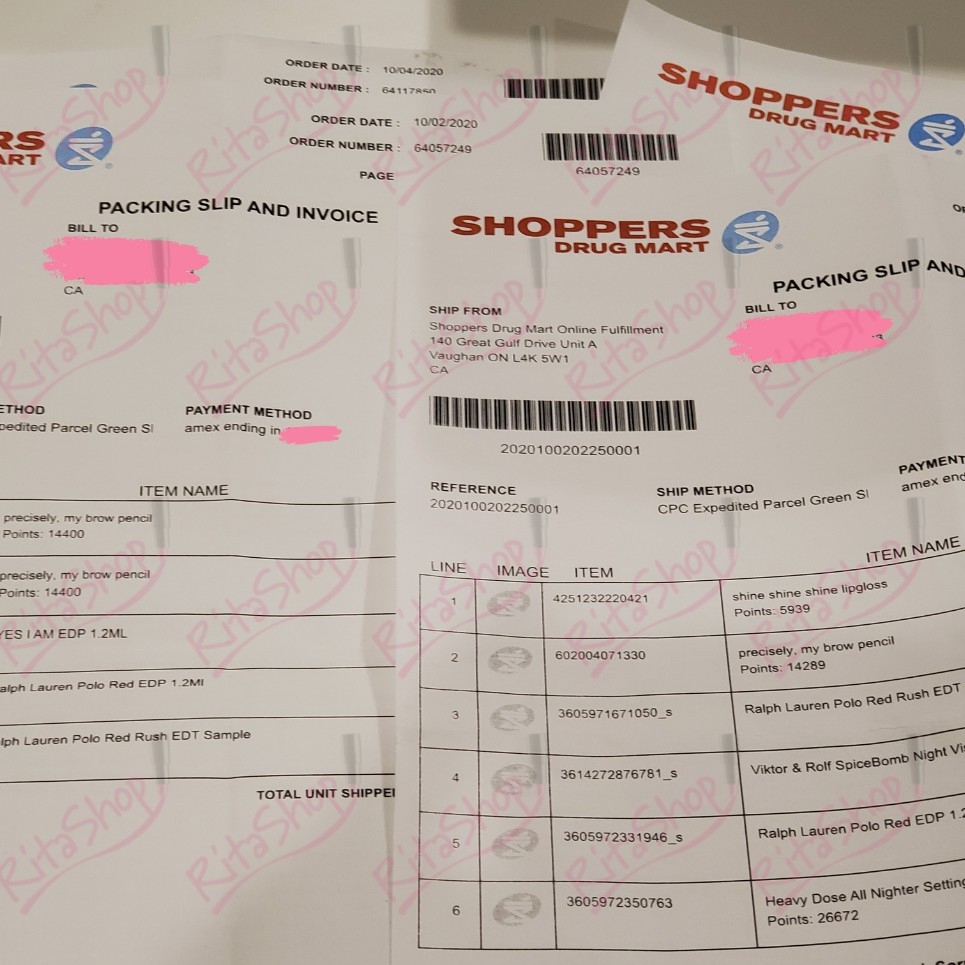 ORDER DATE : 10/04/2020
ORDER NUMBER : 64117850
ORDER DATE : 10/02/2020
ORDER NUMBER : 64057249
64057249
PAGE
SHOPPERS
DRUG MART
RS
ART
PACKING SLIP AND INVOICE
BILL TO
CA
ETHOD
pedited Parcel Green Sl
PAYMENT METHOD
amex ending in
ITEM NAME
precisely, my brow pencil
Points: 14400
precisely, my brow pencil
Points: 14400
YES I AM EDP 1.2ML
alph Lauren Polo Red EDP 1.2Ml
lph Lauren Polo Red Rush EDT Sample
TOTAL UNIT SHIPPE
SHOPPERS
DRUG MART
PACKING SLIP AND
BILL TO
CA
SHIP FROM
Shoppers Drug Mart Online Fulfillment
140 Great Gulf Drive Unit A
Vaughan ON L4K 5W1
CA
2020100202250001
REFERENCE
2020100202250001
SHIP METHOD
CPC Expedited Parcel Green Sl
PAYMENT
amex end
LINE IMAGE ITEM ITEM NAME
1 4251232220421 shine shine shine lipgloss
Points: 5939
2 602004071330 precisely, my brow pencil
Points: 14289
3 3605971671050_s Ralph Lauren Polo Red Rush EDT
4 3614272876781_s Viktor & Rolf SpiceBomb Night Vi
5 3605972331946_s Ralph Lauren Polo Red EDP 1.2
6 3605972350763 Heavy Dose All Nighter Setting
Points: 26672
RitaShop